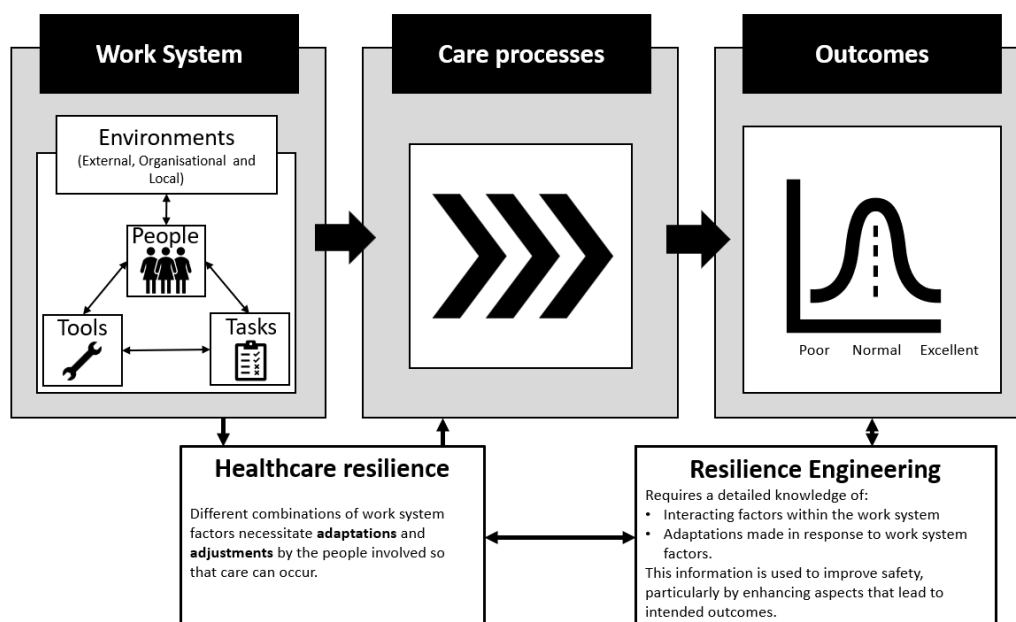 Work System
Care processes
Outcomes
Environments
(External, Organisational and
Local)
People
Tools
Tasks
Poor
Normal
Excellent
Healthcare resilience
Different combinations of work system
factors necessitate adaptations and
adjustments by the people involved so
that care can occur.
Resilience Engineering
Requires a detailed knowledge of:
• Interacting factors within the work system
• Adaptations made in response to work system
factors.
This information is used to improve safety,
particularly by enhancing aspects that lead to
intended outcomes.